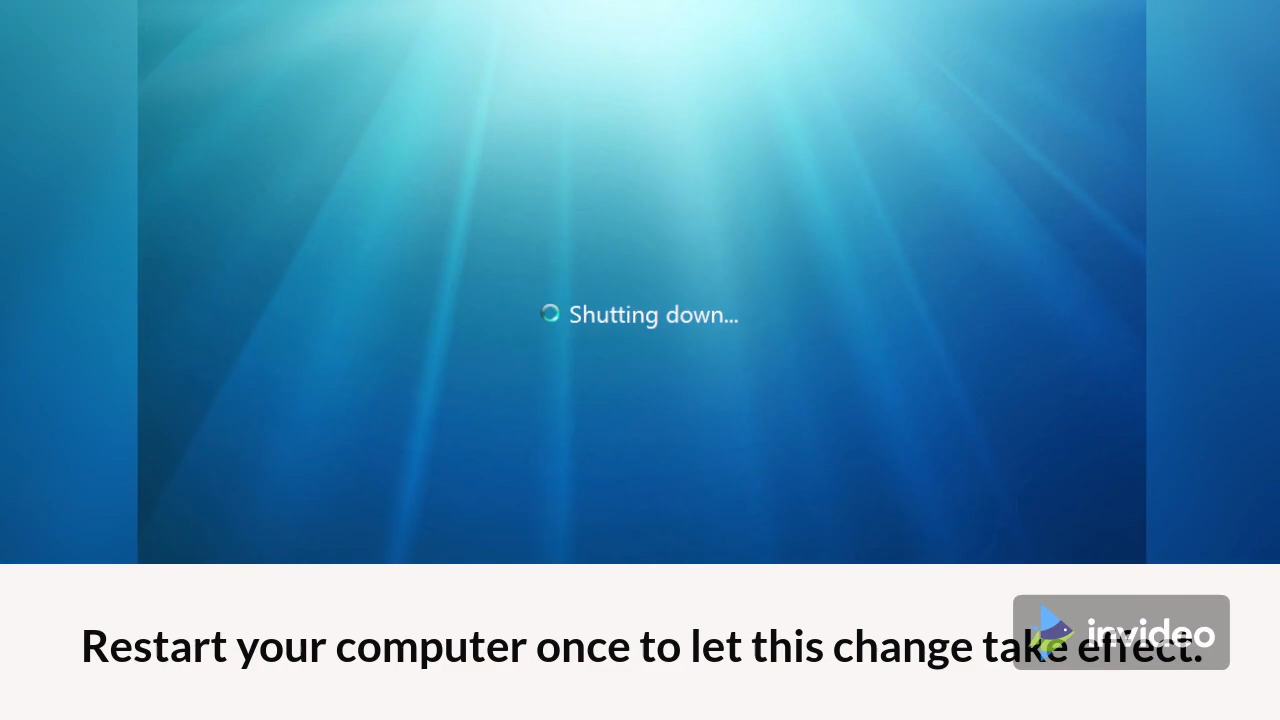 Shutting down...
Restart your computer once to let this change take effect.
invideo